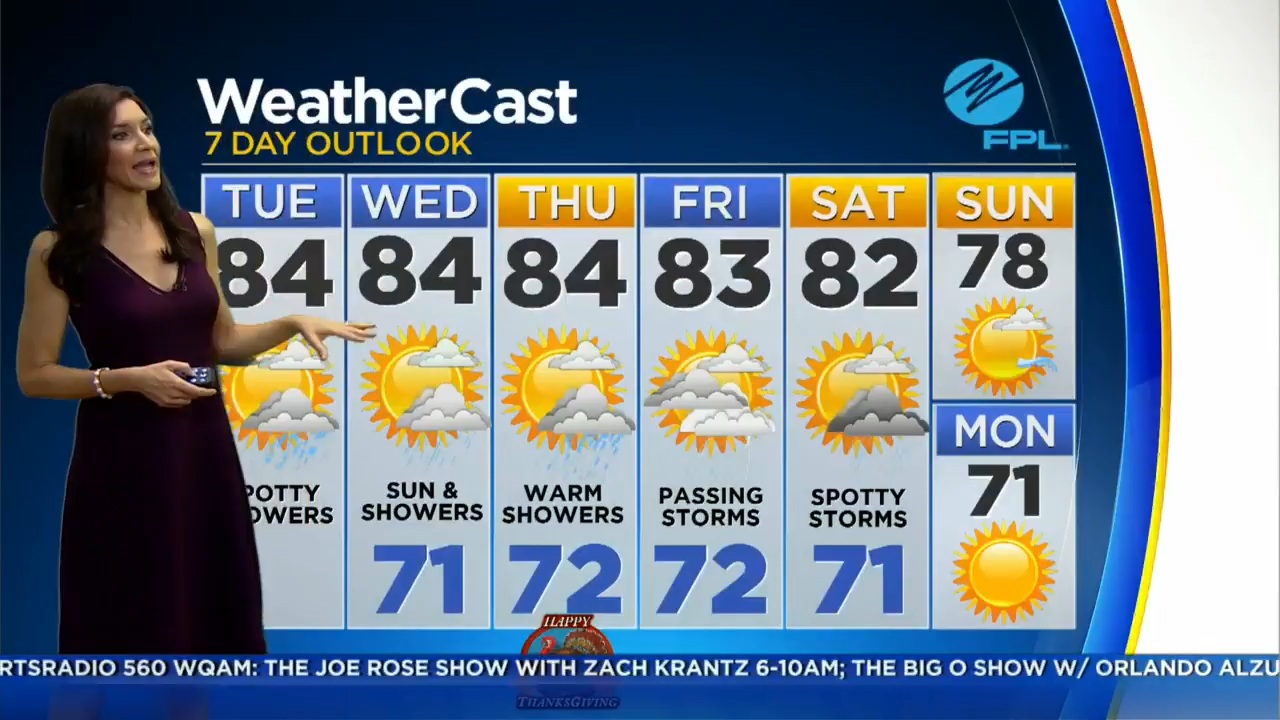 WeatherCast
7 DAY OUTLOOK
FPL
TUE WED THU FRI SAT SUN
84 84 84 83 82 78
SUN & SHOWERS
WARM SHOWERS
PASSING STORMS
SPOTTY STORMS
71 72 72 71
MON
71
HAPPY
RTSRADIO 560 WQAM: THE JOE ROSE SHOW WITH ZACH KRANTZ 6-10AM; THE BIG O SHOW W/ ORLANDO ALZU
THANKSGIVING